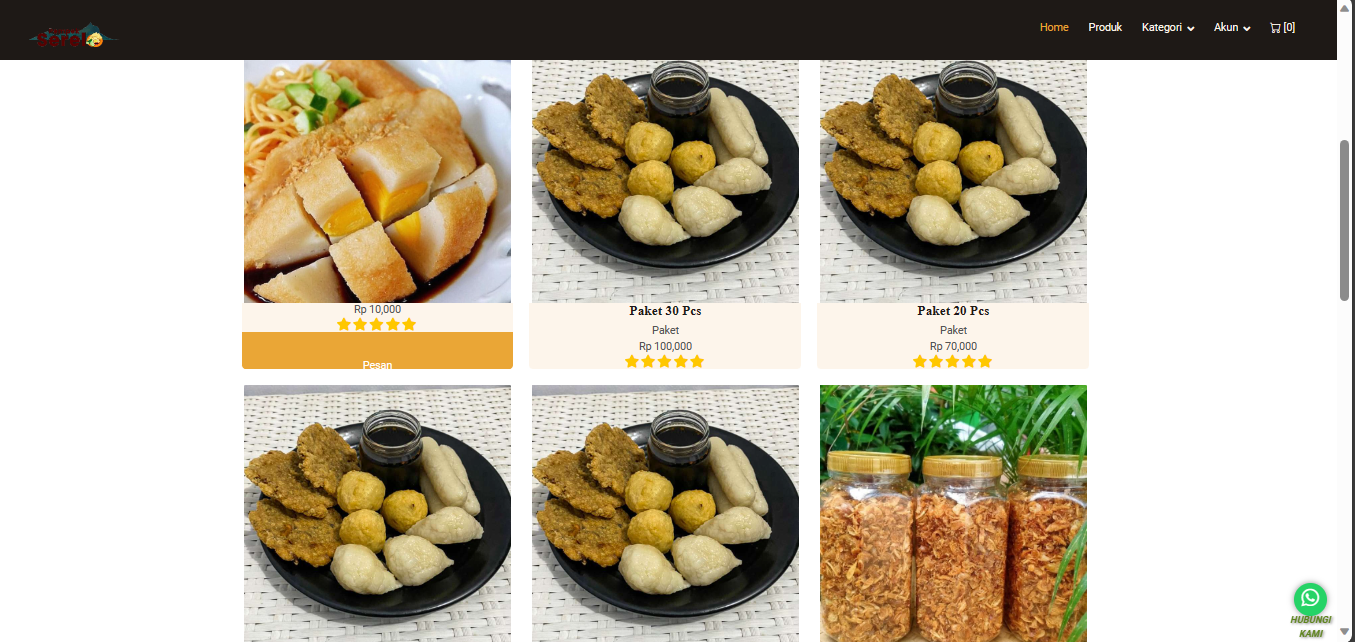 Home Produk Kategori Akun [0]
Rp 10,000
Pesan
Paket 30 Pcs
Paket
Rp 100,000
Paket 20 Pcs
Paket
Rp 70,000
HUBUNGI
KAMI